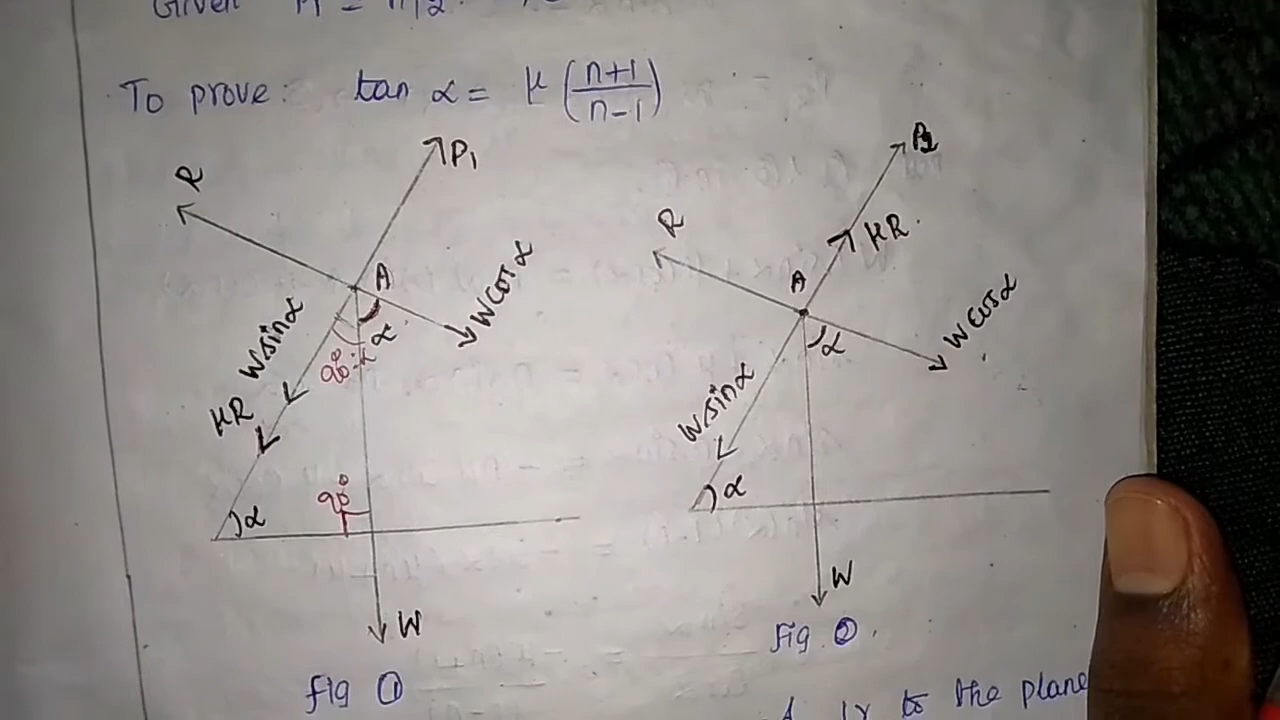 Given
To prove: tan α = μ (n+1/n-1)
P₁
R
A
W cos α
W sin α
α
90°-α
μR
90°
α
W
fig ①
P₂
R
μR
A
W cos α
α
W sin α
α
W
Fig ②.
to the plane